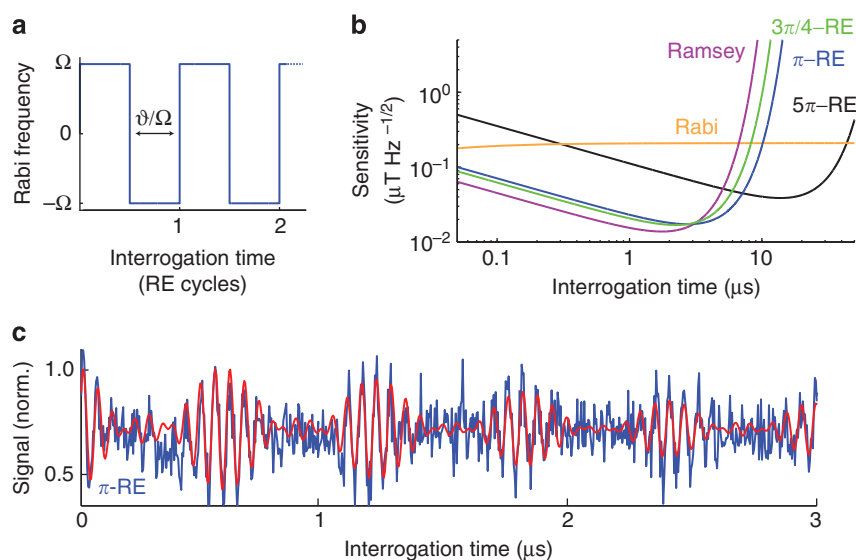 a
Rabi frequency
Ω
0
−Ω
ϑ/Ω
1
2
Interrogation time
(RE cycles)
b
Sensitivity
(μT Hz −1/2)
10⁰
10⁻¹
10⁻²
0.1
1
10
Interrogation time (μs)
Ramsey
3π/4–RE
π–RE
5π–RE
Rabi
c
Signal (norm.)
1.0
0.5
π-RE
0
1
2
3
Interrogation time (μs)